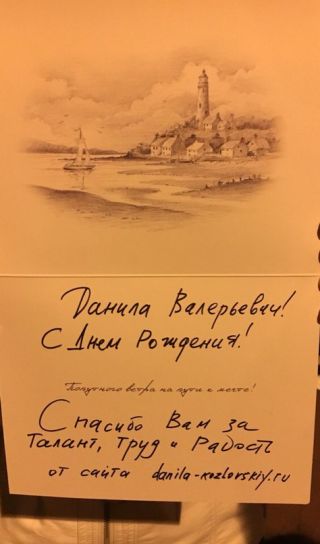 Данила Валерьевич!
С Днем Рождения!
Попутного ветра на пути к мечте!
Спасибо Вам за
Талант, Труд и Радость
от сайта danila-kozlovskiy.ru